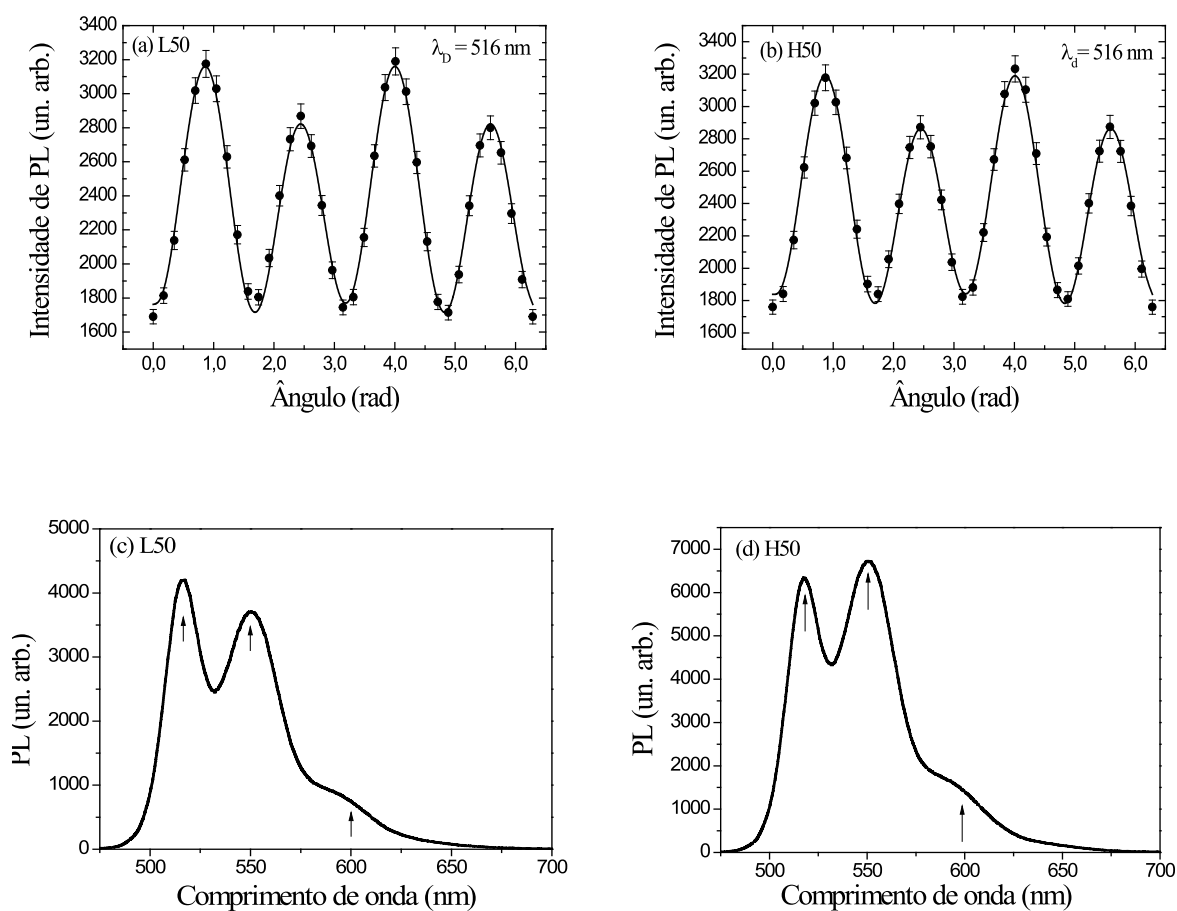 (a) L50
λD = 516 nm
Intensidade de PL (un. arb.)
3400
3200
2800
2600
2400
2200
2000
1800
1600
0,0 1,0 2,0 3,0 4,0 5,0 6,0
Ângulo (rad)
(b) H50
λd = 516 nm
Intensidade de PL (un. arb.)
3400
3200
3000
2800
2600
2400
2200
2000
1800
1600
0,0 1,0 2,0 3,0 4,0 5,0 6,0
Ângulo (rad)
(c) L50
PL (un. arb.)
5000
4000
3000
2000
1000
0
500 550 600 650 700
Comprimento de onda (nm)
(d) H50
PL (un. arb.)
7000
6000
5000
4000
3000
2000
1000
0
500 550 600 650 700
Comprimento de onda (nm)